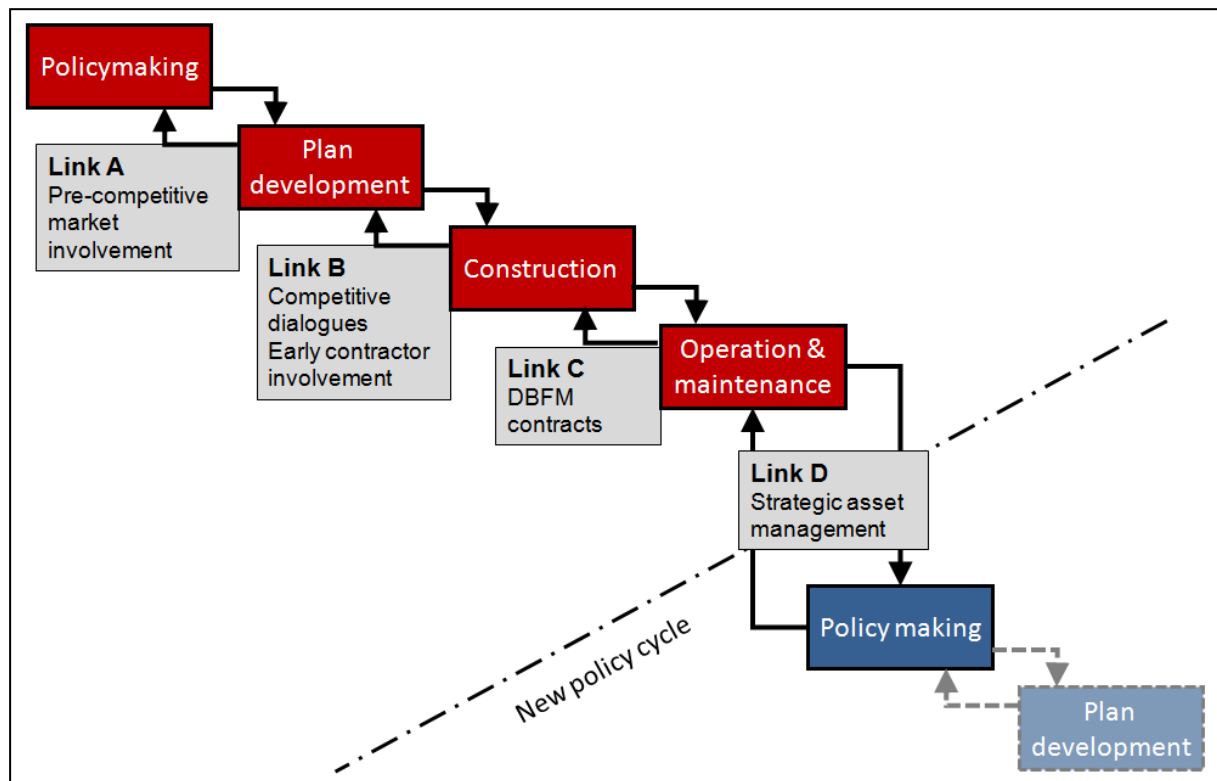 Policymaking
Link A
Pre-competitive
market
involvement
Plan
development
Link B
Competitive
dialogues
Early contractor
involvement
Construction
Link C
DBFM
contracts
Operation &
maintenance
Link D
Strategic asset
management
New policy cycle
Policy making
Plan
development